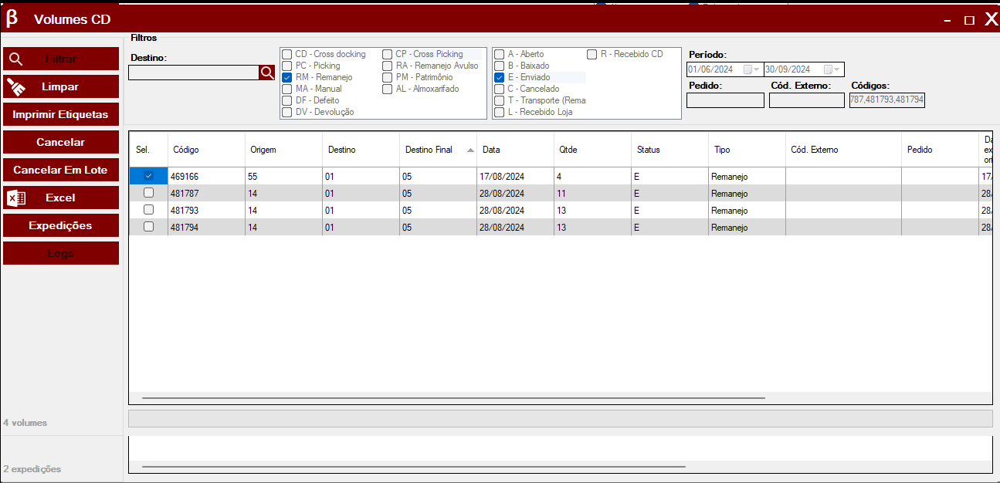 β Volumes CD
Filtros
Filtrar
Limpar
Imprimir Etiquetas
Cancelar
Cancelar Em Lote
Excel
Expedições
Logs
4 volumes
2 expedições
Destino:
CD - Cross docking
PC - Picking
RM - Remanejo
MA - Manual
DF - Defeito
DV - Devolução
CP - Cross Picking
RA - Remanejo Avulso
PM - Patrimônio
AL - Almoxarifado
A - Aberto
B - Baixado
E - Enviado
C - Cancelado
T - Transporte (Rema
L - Recebido Loja
R - Recebido CD
Período:
01/06/2024 30/09/2024
Pedido: Cód. Externo: Códigos:
787,481793,481794
Sel. Código Origem Destino Destino Final Data Qtde Status Tipo Cód. Externo Pedido Da
ex
ori
469166 55 01 05 17/08/2024 4 E Remanejo 17/
481787 14 01 05 28/08/2024 11 E Remanejo 28/
481793 14 01 05 28/08/2024 13 E Remanejo 28/
481794 14 01 05 28/08/2024 13 E Remanejo 28/